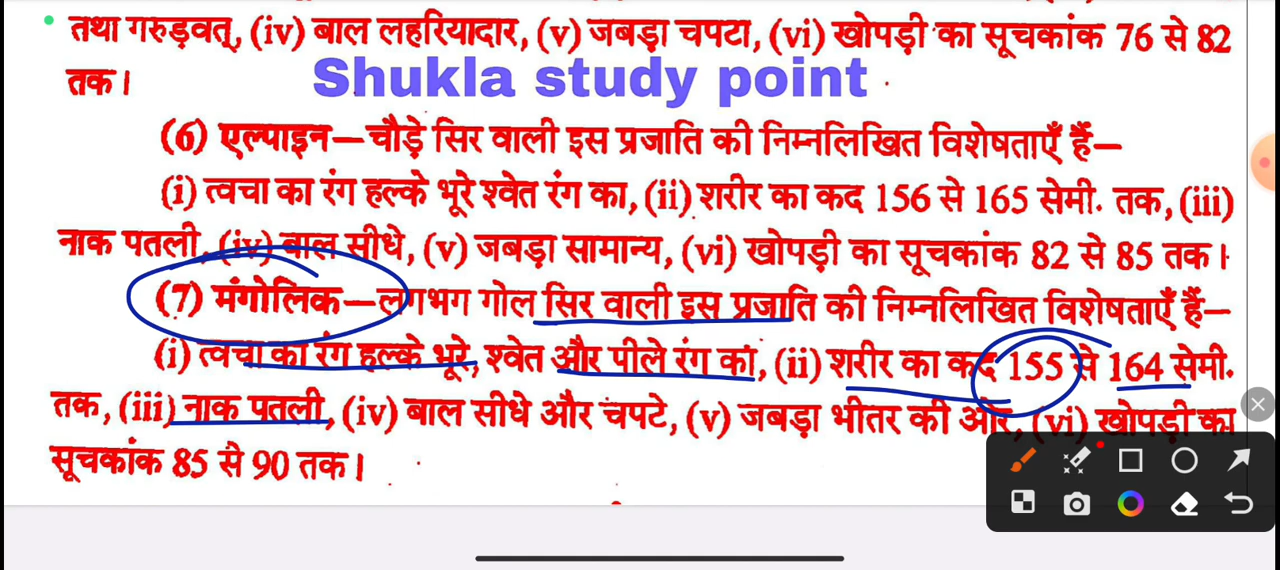 तथा गरुड़वत्, (iv) बाल लहरियादार, (v) जबड़ा चपटा, (vi) खोपड़ी का सूचकांक 76 से 82
तक।
Shukla study point
(6) एल्पाइन—चौड़े सिर वाली इस प्रजाति की निम्नलिखित विशेषताएँ हैं—
(i) त्वचा का रंग हल्के भूरे श्वेत रंग का, (ii) शरीर का कद 156 से 165 सेमी. तक, (iii)
नाक पतली, (iv) बाल सीधे, (v) जबड़ा सामान्य, (vi) खोपड़ी का सूचकांक 82 से 85 तक।
(7) मंगोलिक—लगभग गोल सिर वाली इस प्रजाति की निम्नलिखित विशेषताएँ हैं—
(i) त्वचा का रंग हल्के भूरे, श्वेत और पीले रंग का, (ii) शरीर का कद 155 से 164 सेमी.
तक, (iii) नाक पतली, (iv) बाल सीधे और चपटे, (v) जबड़ा भीतर की ओर, (vi) खोपड़ी का
सूचकांक 85 से 90 तक।